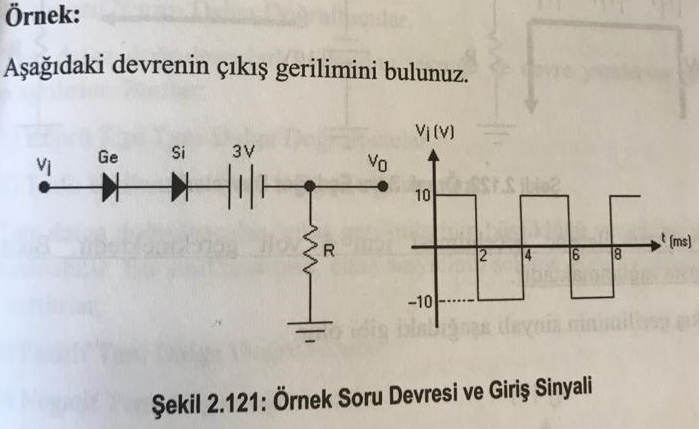 Örnek:
Aşağıdaki devrenin çıkış gerilimini bulunuz.
Vi (V)
Vi
Ge
Si
3V
Vo
10
2
4
6
8
t (ms)
R
-10
Şekil 2.121: Örnek Soru Devresi ve Giriş Sinyali